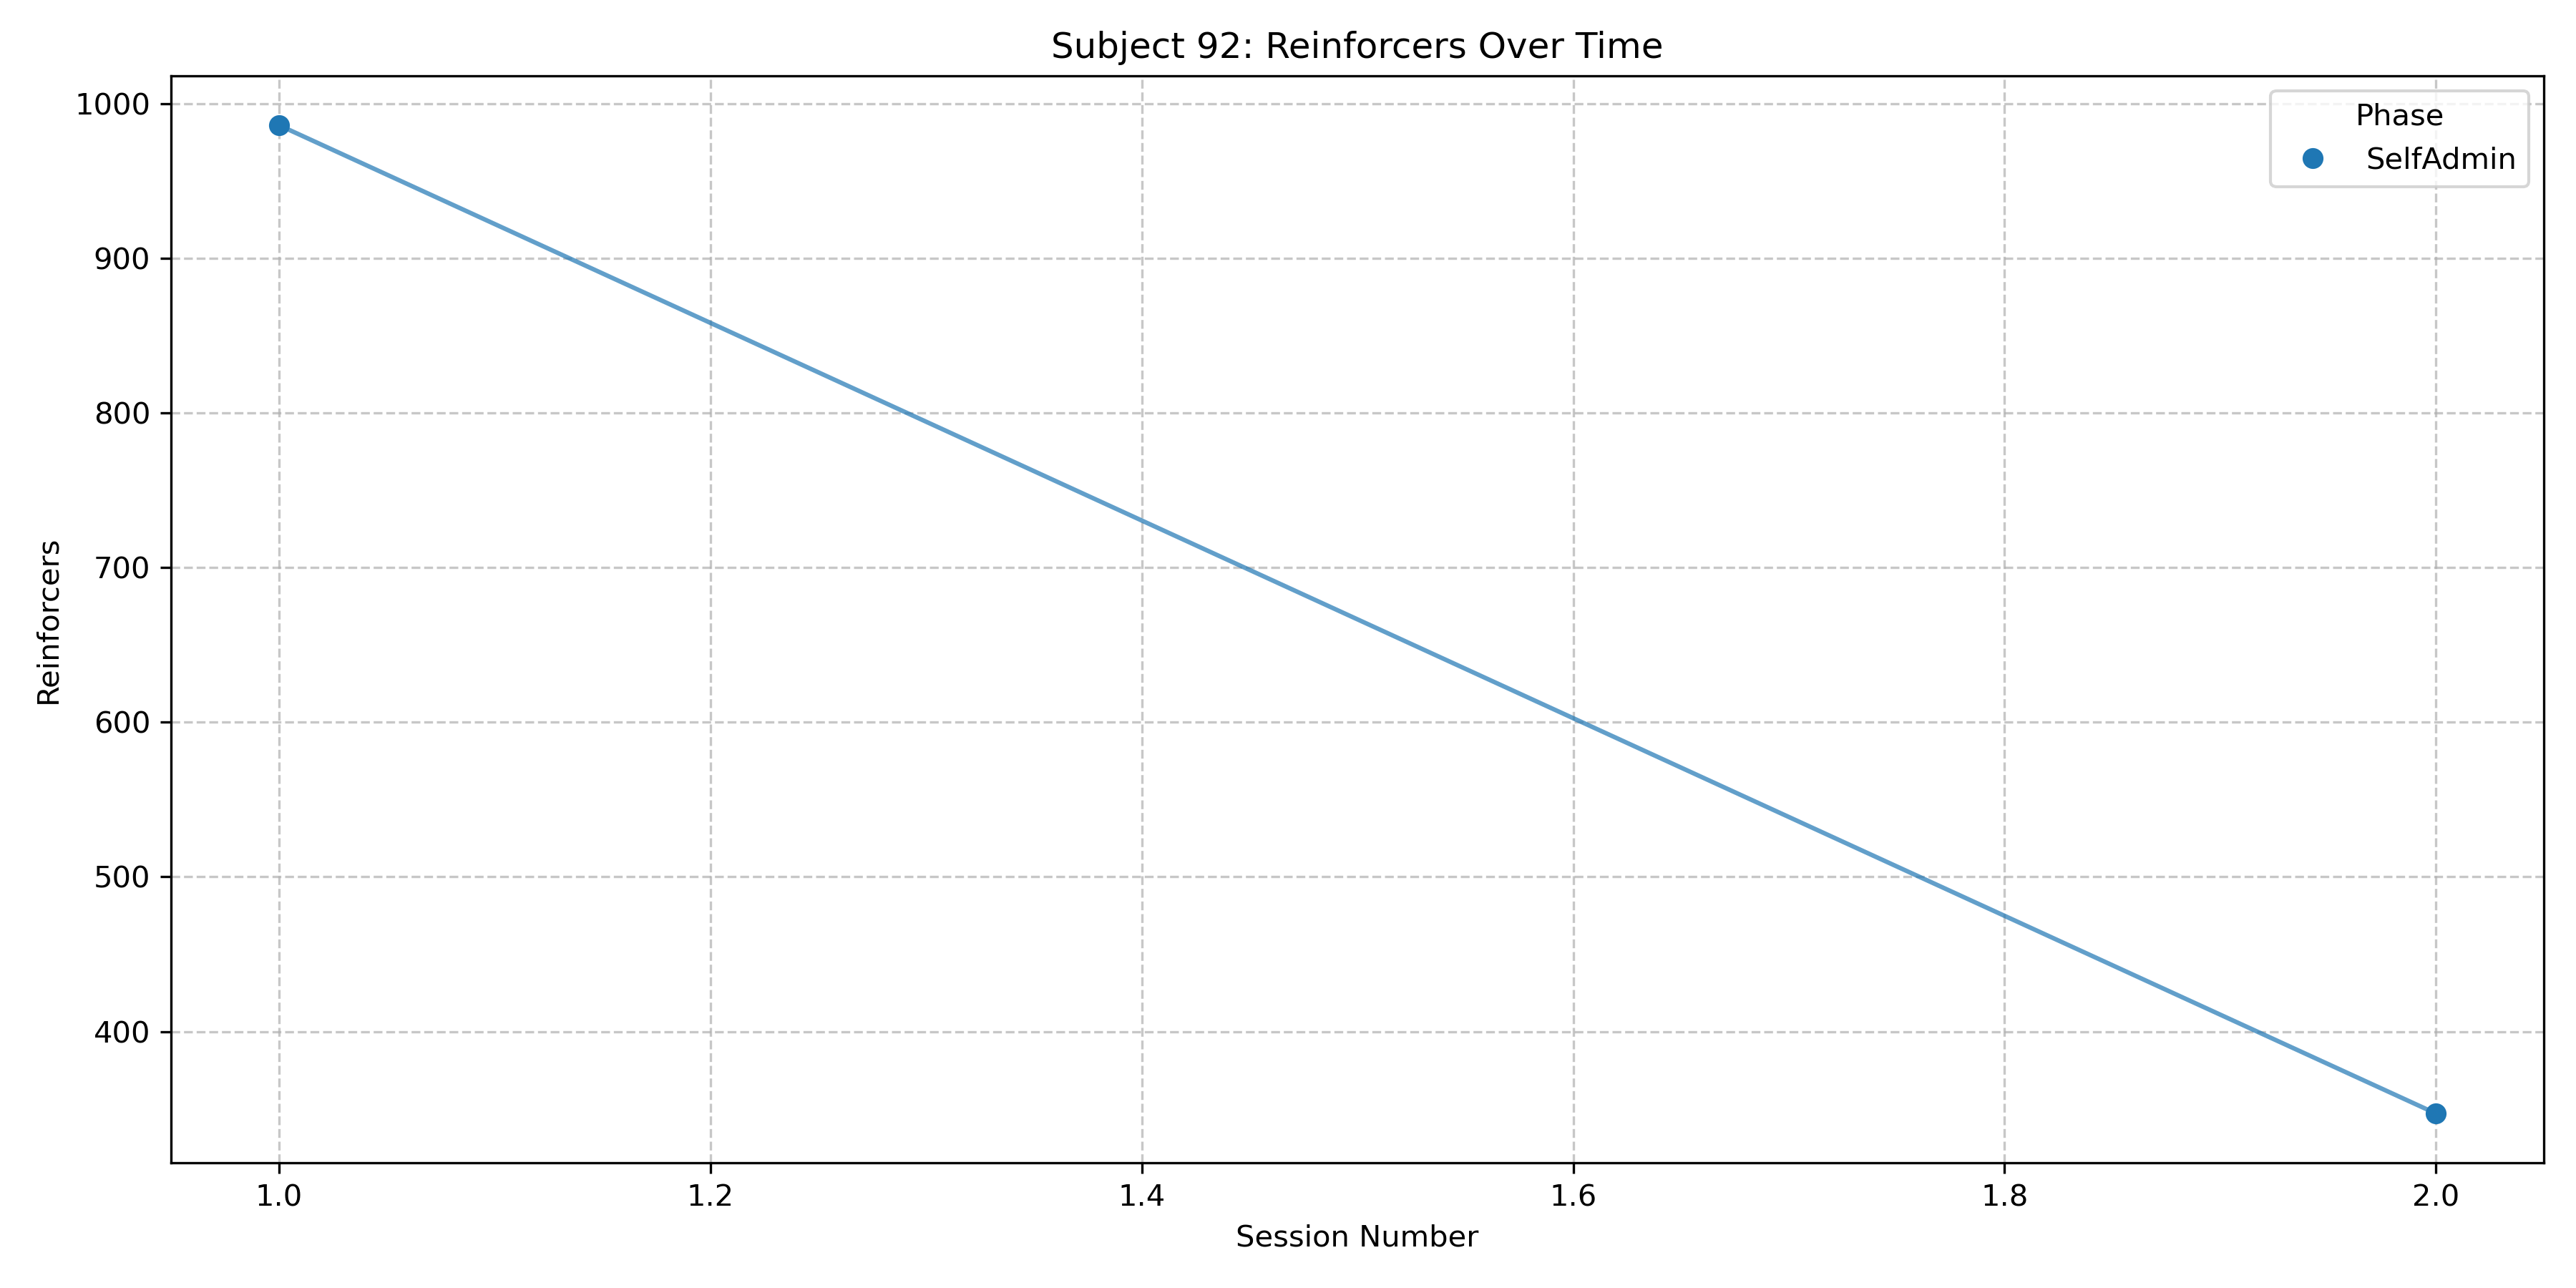 Subject 92: Reinforcers Over Time
Phase
SelfAdmin
Reinforcers
1000
900
800
700
600
500
400
1.0 1.2 1.4 1.6 1.8 2.0
Session Number